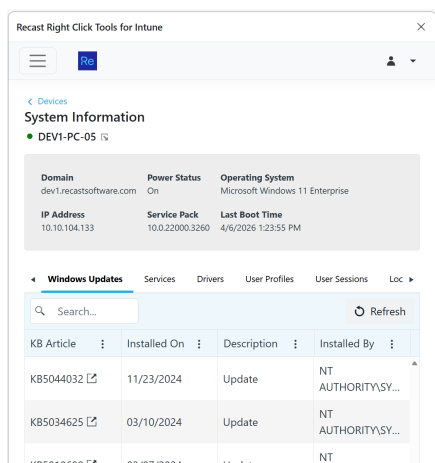 Recast Right Click Tools for Intune
Re
Devices
System Information
DEV1-PC-05
Domain Power Status Operating System
dev1.recastsoftware.com On Microsoft Windows 11 Enterprise
IP Address Service Pack Last Boot Time
10.10.104.133 10.0.22000.3260 4/6/2026 1:23:55 PM
Windows Updates Services Drivers User Profiles User Sessions Loc
Search... Refresh
KB Article Installed On Description Installed By
KB5044032 11/23/2024 Update NT AUTHORITY\SY...
KB5034625 03/10/2024 Update NT AUTHORITY\SY...
NT